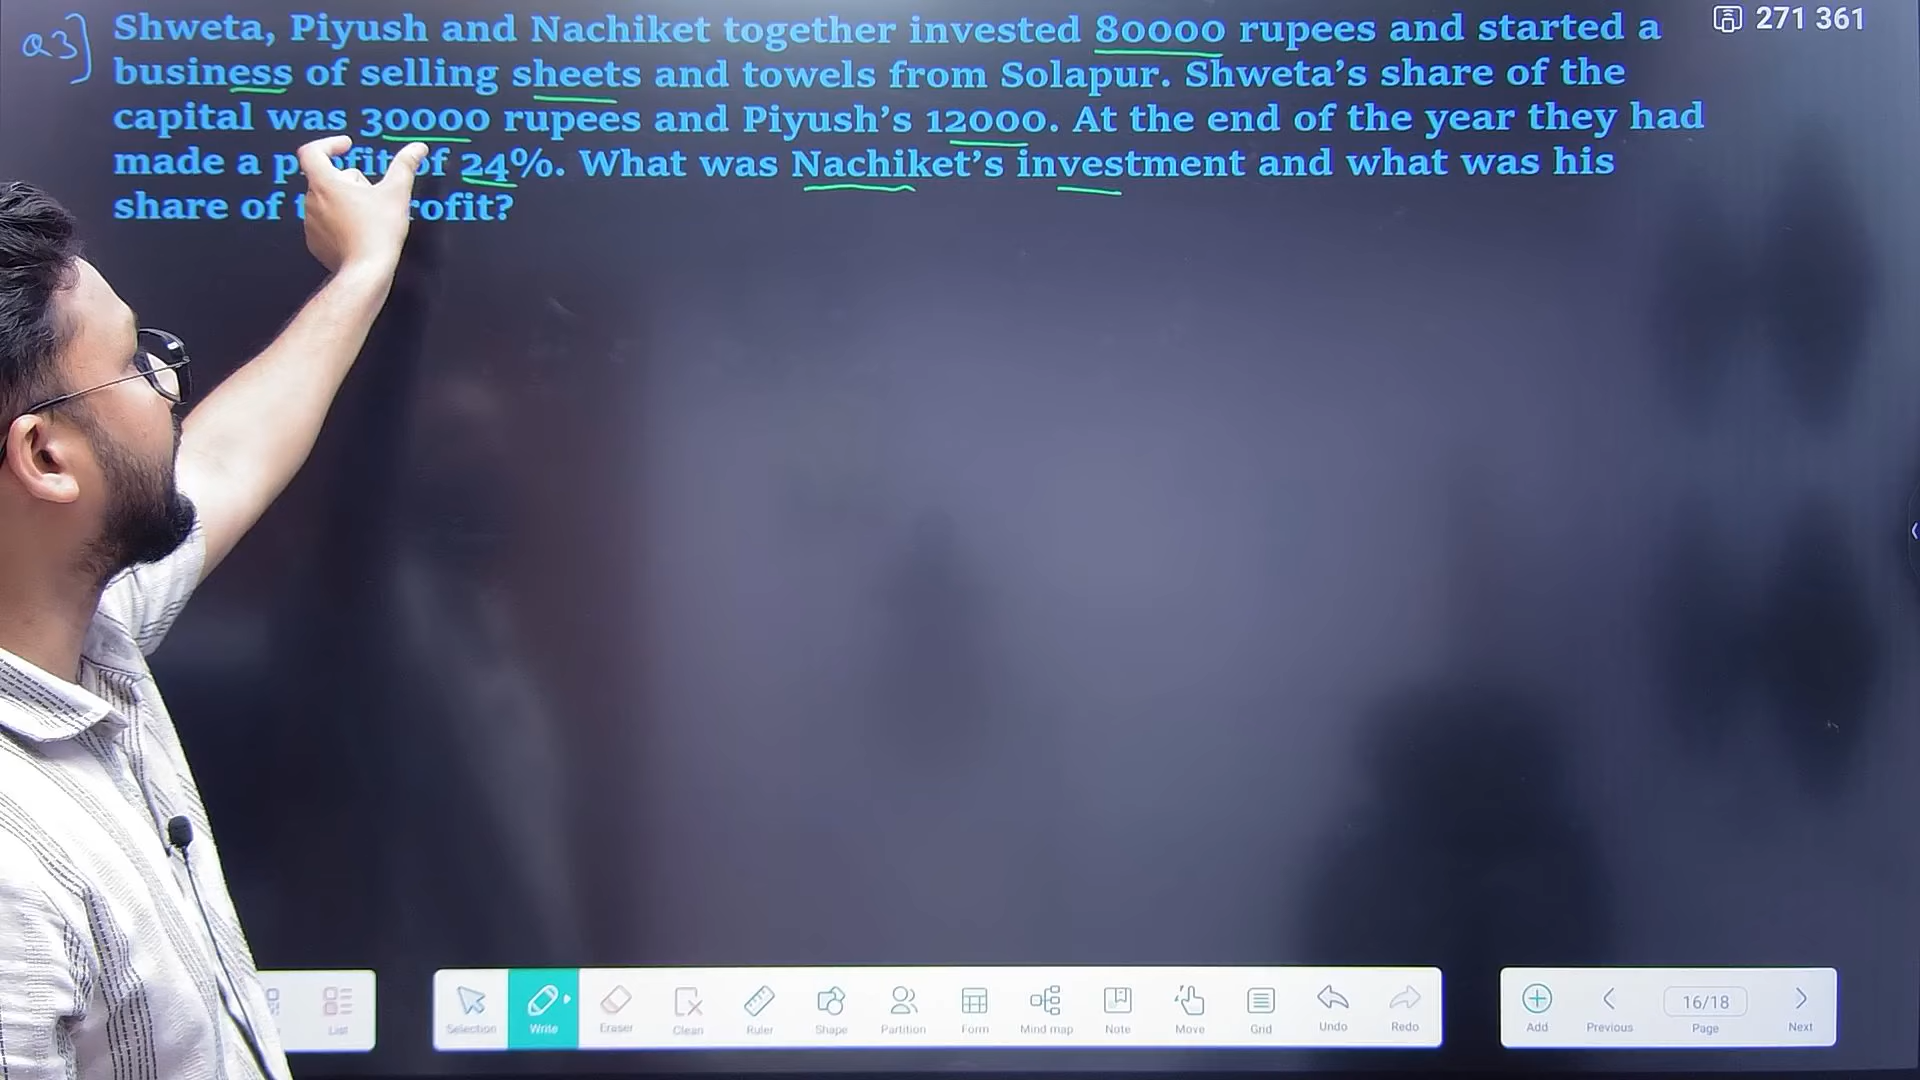 Q3] Shweta, Piyush and Nachiket together invested 80000 rupees and started a
business of selling sheets and towels from Solapur. Shweta's share of the
capital was 30000 rupees and Piyush's 12000. At the end of the year they had
made a profit of 24%. What was Nachiket's investment and what was his
share of rofit?
271 361
List
Selection
Write
Eraser
Clean
Ruler
Shape
Partition
Form
Mind map
Note
Move
Grid
Undo
Redo
Add
Previous
16/18
Page
Next